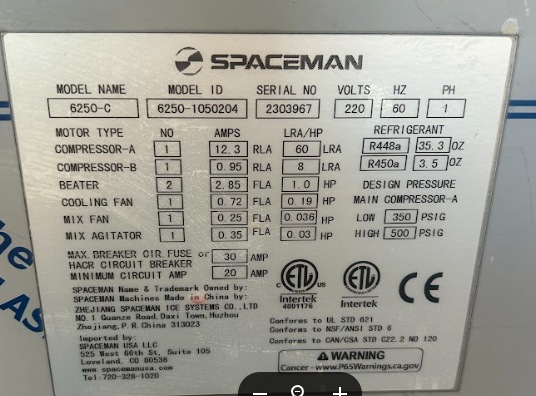 SPACEMAN
MODEL NAME MODEL ID SERIAL NO VOLTS HZ PH
6250-C 6250-1050204 2303967 220 60 1
MOTOR TYPE NO AMPS LRA/HP REFRIGERANT
COMPRESSOR-A 1 12.3 RLA 60 LRA R448a 35.3 OZ
COMPRESSOR-B 1 0.95 RLA 8 LRA R450a 3.5 OZ
BEATER 2 2.85 FLA 1.0 HP DESIGN PRESSURE
COOLING FAN 1 0.72 FLA 0.19 HP MAIN COMPRESSOR-A
MIX FAN 1 0.25 FLA 0.036 HP LOW 350 PSIG
MIX AGITATOR 1 0.35 FLA 0.03 HP HIGH 500 PSIG
MAX. BREAKER CIR. FUSE or 30 AMP
HACR CIRCUIT BREAKER
MINIMUM CIRCUIT AMP 20 AMP
SPACEMAN Name & Trademark Owned by:
SPACEMAN Machines Made in China by:
ZHEJIANG SPACEMAN ICE SYSTEMS CO.,LTD
NO.1 Guanze Road, Daxi Town, Huzhou
Zhejiang, P.R. China 313023
Imported by:
SPACEMAN USA LLC
525 West 66th St, Suite 105
Loveland, CO 80538
www.spacemanusa.com
Tel: 720-328-1020
C ETL US
Intertek
4001176
ETL
Intertek
CE
Conforms to UL STD 621
Conforms to NSF/ANSI STD 6
Conforms to CAN/CSA STD C22.2 NO 120
WARNING
Cancer - www.P65Warnings.ca.gov
he
AS